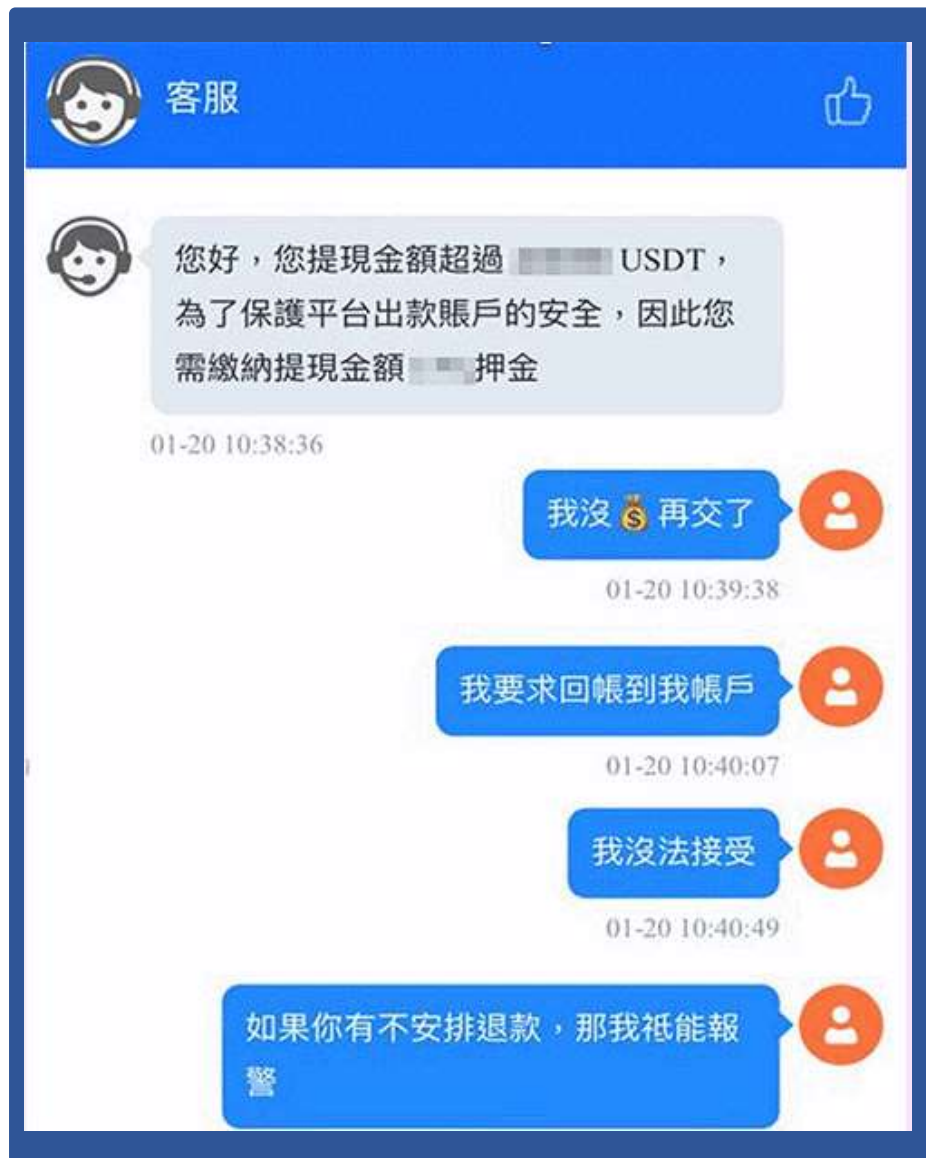 客服
您好，您提現金額超過 USDT，
為了保護平台出款賬戶的安全，因此您
需繳納提現金額 押金
01-20 10:38:36
我沒💰再交了
01-20 10:39:38
我要求回帳到我帳戶
01-20 10:40:07
我沒法接受
01-20 10:40:49
如果你有不安排退款，那我祇能報
警